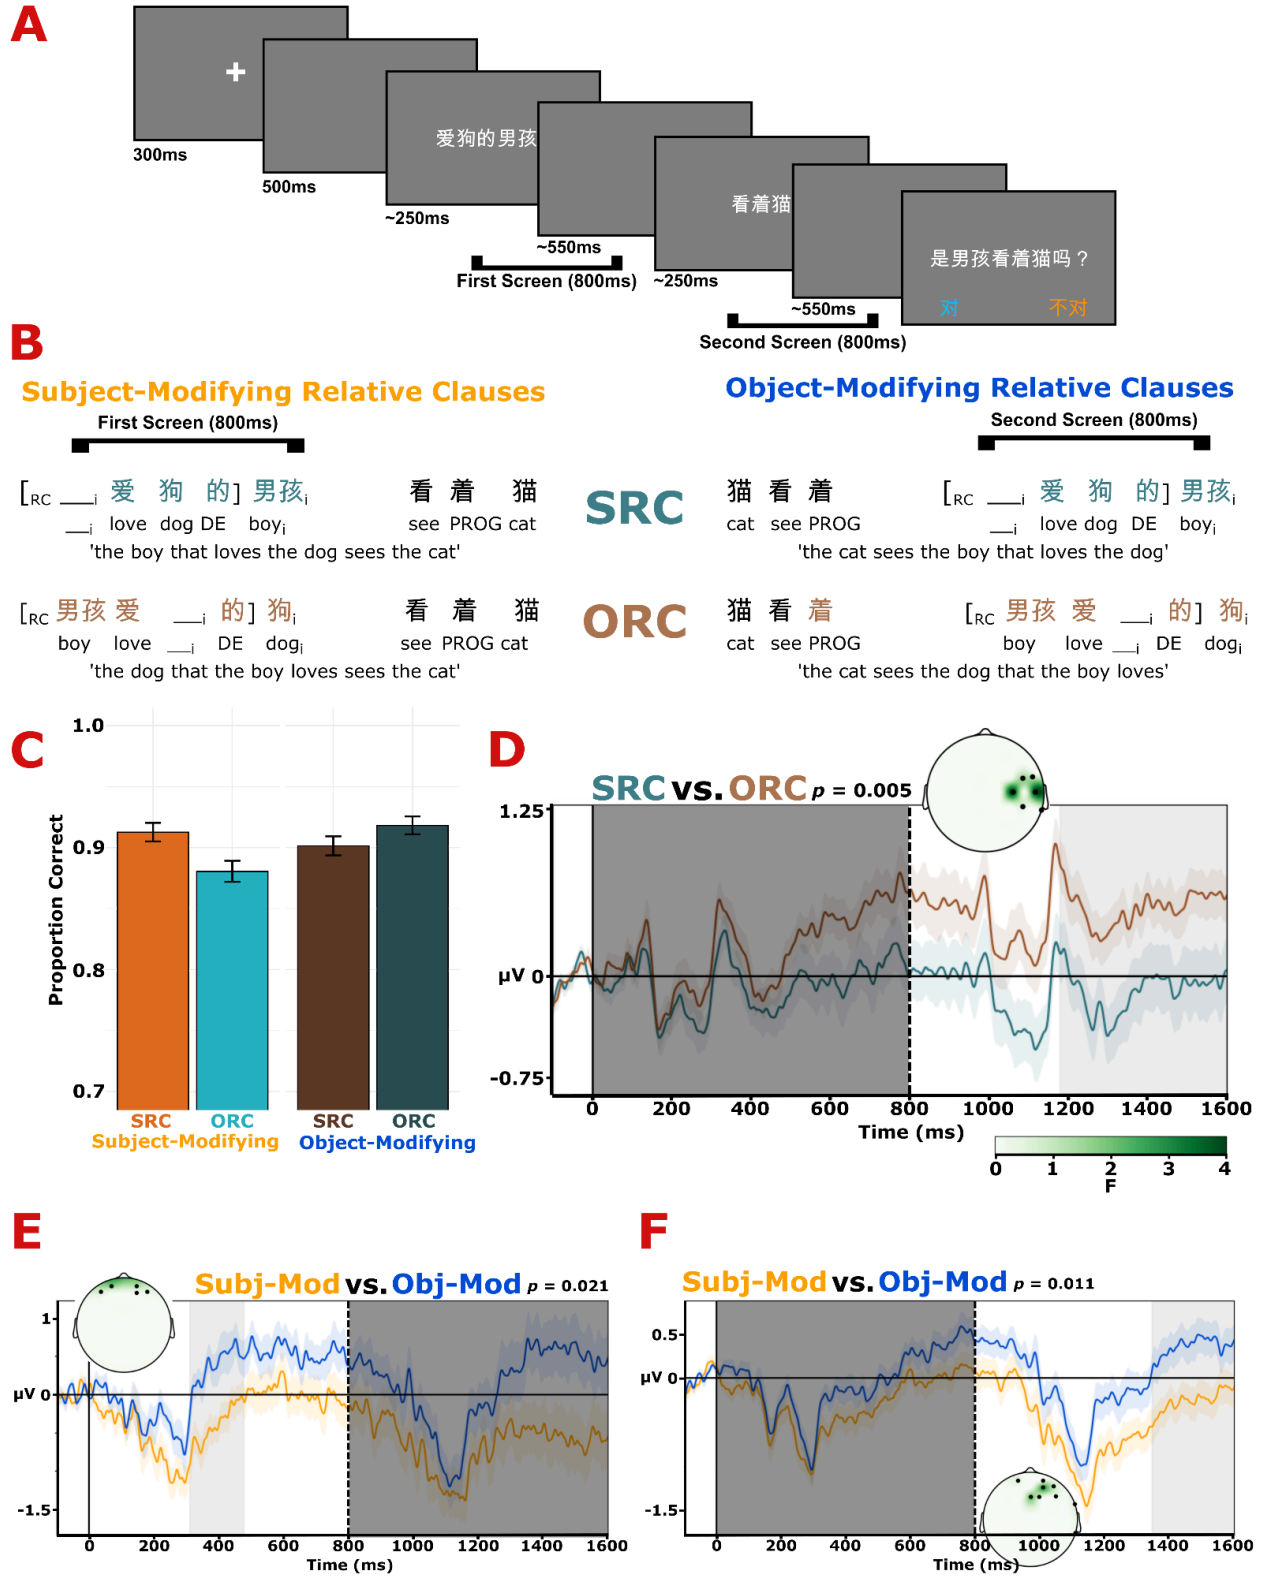 A
爱狗的男孩
看着猫
是男孩看着猫吗？
对 不对
300ms
500ms
~250ms
~550ms
First Screen (800ms)
~250ms
~550ms
Second Screen (800ms)
B
Subject-Modifying Relative Clauses
First Screen (800ms)
[RC ___i 爱 狗 的] 男孩i 看 着 猫
__i love dog DE boyi see PROG cat
'the boy that loves the dog sees the cat'
[RC 男孩 爱 ___i 的] 狗i 看 着 猫
boy love __i DE dogi see PROG cat
'the dog that the boy loves sees the cat'
SRC
ORC
Object-Modifying Relative Clauses
Second Screen (800ms)
猫 看 着 [RC ___i 爱 狗 的] 男孩i
cat see PROG __i love dog DE boyi
'the cat sees the boy that loves the dog'
猫 看 着 [RC 男孩 爱 ___i 的] 狗i
cat see PROG boy love __i DE dogi
'the cat sees the dog that the boy loves'
C
Proportion Correct
1.0
0.9
0.8
0.7
SRC ORC SRC ORC
Subject-Modifying Object-Modifying
D
SRC vs. ORC p = 0.005
1.25
µV 0
-0.75
0 200 400 600 800 1000 1200 1400 1600
Time (ms)
0 1 2 3 4
F
E
Subj-Mod vs. Obj-Mod p = 0.021
1
µV 0
-1.5
0 200 400 600 800 1000 1200 1400 1600
Time (ms)
F
Subj-Mod vs. Obj-Mod p = 0.011
0.5
µV 0
-1.5
0 200 400 600 800 1000 1200 1400 1600
Time (ms)